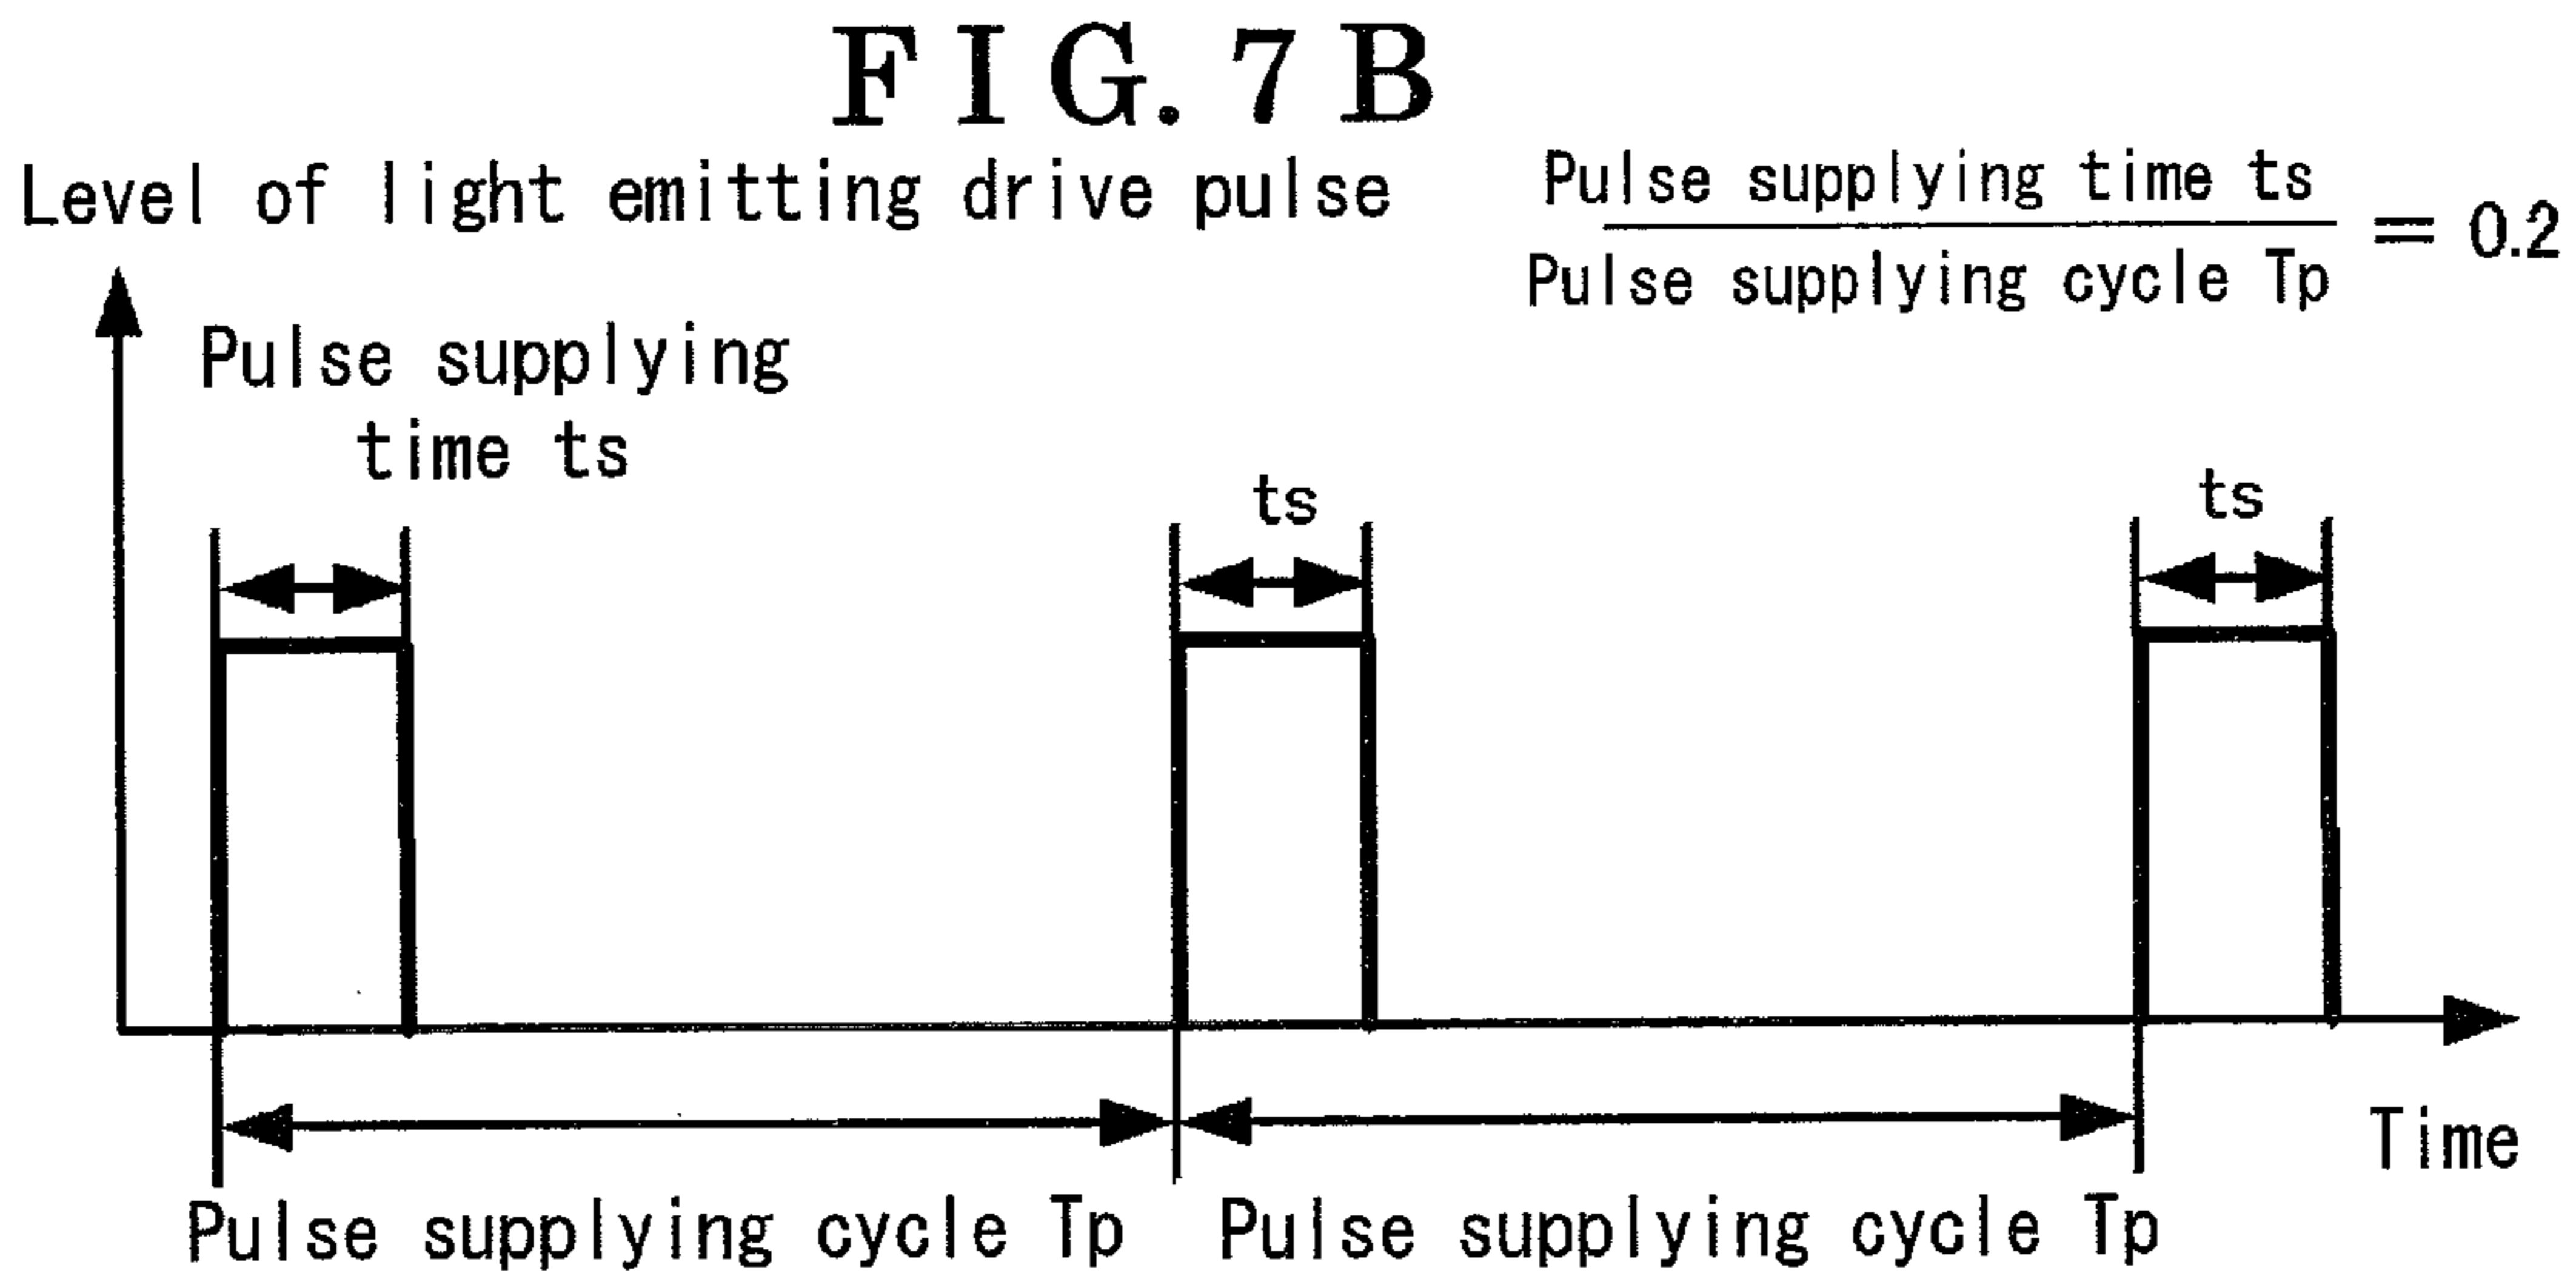 FIG. 7B
Level of light emitting drive pulse
Pulse supplying time ts
Pulse supplying cycle Tp
= 0.2
Pulse supplying
time ts
ts
ts
Time
Pulse supplying cycle Tp
Pulse supplying cycle Tp